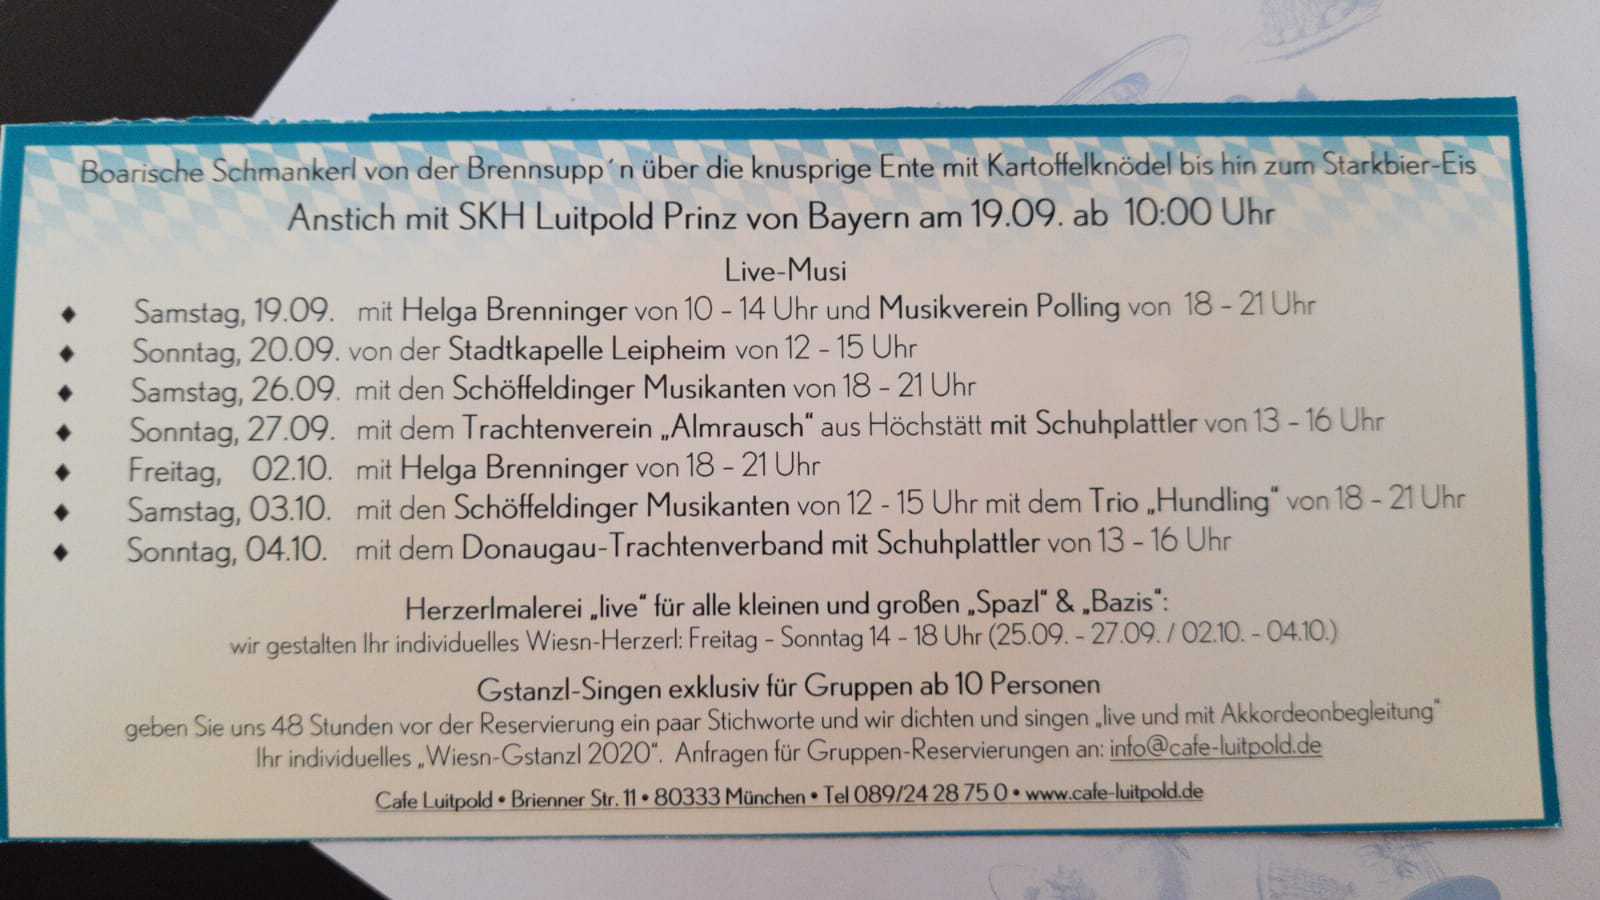 Boarische Schmankerl von der Brennsupp´n über die knusprige Ente mit Kartoffelknödel bis hin zum Starkbier-Eis
Anstich mit SKH Luitpold Prinz von Bayern am 19.09. ab 10:00 Uhr
Live-Musi
♦ Samstag, 19.09. mit Helga Brenninger von 10 - 14 Uhr und Musikverein Polling von 18 - 21 Uhr
♦ Sonntag, 20.09. von der Stadtkapelle Leipheim von 12 - 15 Uhr
♦ Samstag, 26.09. mit den Schöffeldinger Musikanten von 18 - 21 Uhr
♦ Sonntag, 27.09. mit dem Trachtenverein „Almrausch“ aus Höchstätt mit Schuhplattler von 13 - 16 Uhr
♦ Freitag, 02.10. mit Helga Brenninger von 18 - 21 Uhr
♦ Samstag, 03.10. mit den Schöffeldinger Musikanten von 12 - 15 Uhr mit dem Trio „Hundling“ von 18 - 21 Uhr
♦ Sonntag, 04.10. mit dem Donaugau-Trachtenverband mit Schuhplattler von 13 - 16 Uhr
Herzerlmalerei „live“ für alle kleinen und großen „Spazl“ & „Bazis“:
wir gestalten Ihr individuelles Wiesn-Herzerl: Freitag - Sonntag 14 - 18 Uhr (25.09. - 27.09. / 02.10. - 04.10.)
Gstanzl-Singen exklusiv für Gruppen ab 10 Personen
geben Sie uns 48 Stunden vor der Reservierung ein paar Stichworte und wir dichten und singen „live und mit Akkordeonbegleitung“
Ihr individuelles „Wiesn-Gstanzl 2020“. Anfragen für Gruppen-Reservierungen an: info@cafe-luitpold.de
Cafe Luitpold • Brienner Str. 11 • 80333 München • Tel 089/24 28 75 0 • www.cafe-luitpold.de